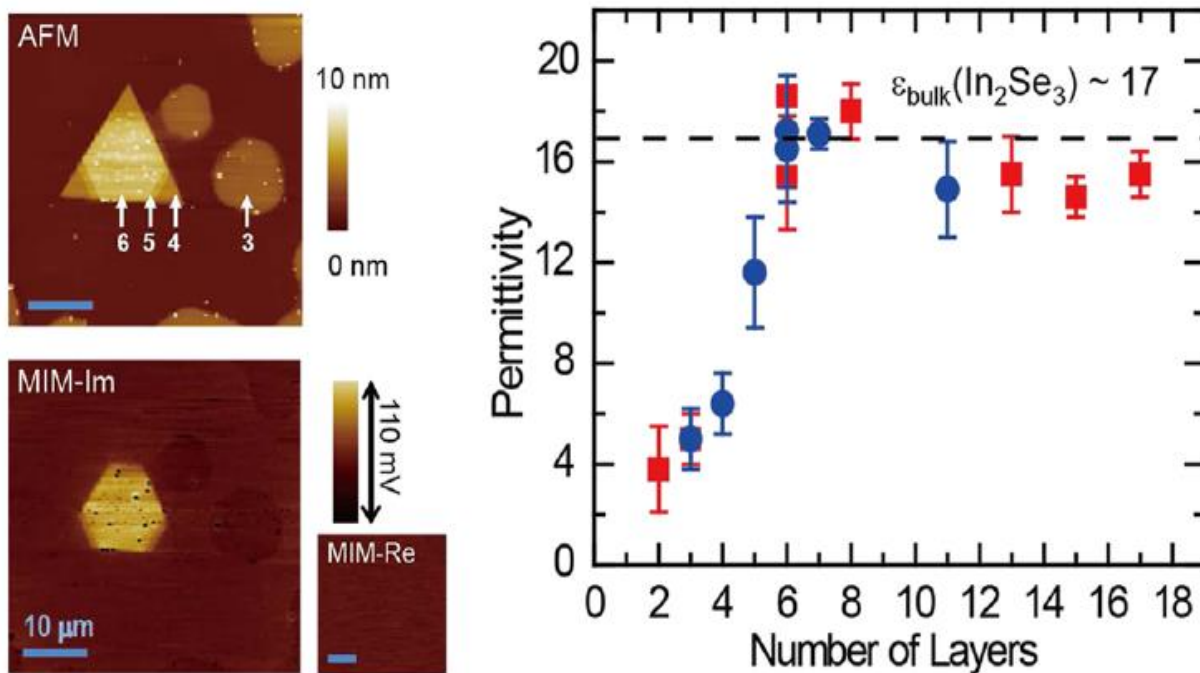 AFM
10 nm
0 nm
6 5 4 3
MIM-Im
110 mV
10 μm
MIM-Re
Permittivity
20
16
12
8
4
0
εbulk(In2Se3) ~ 17
0 2 4 6 8 10 12 14 16 18
Number of Layers